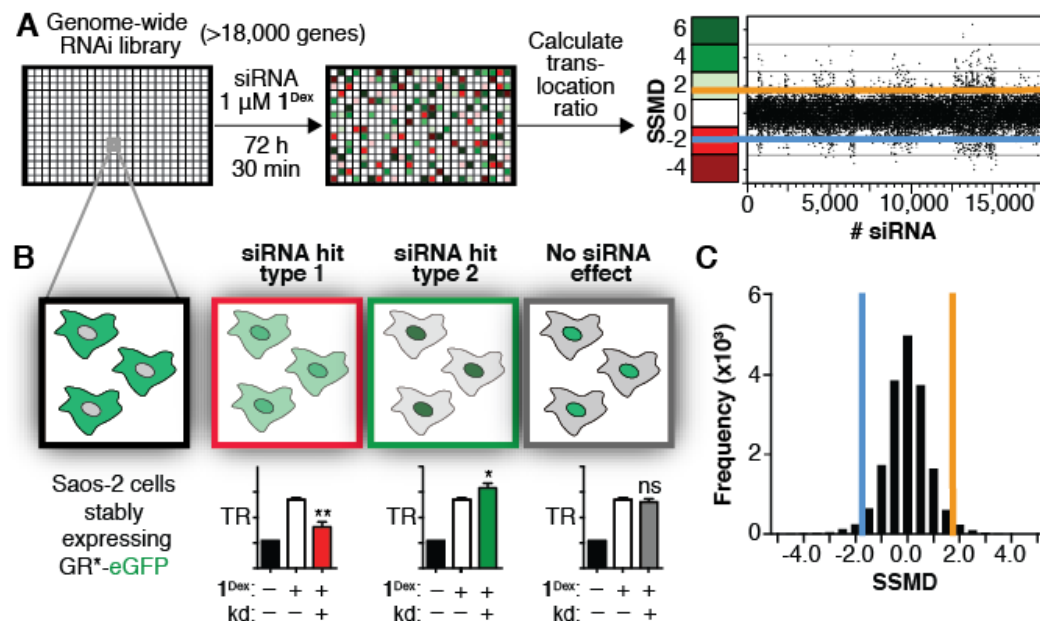 A
Genome-wide
RNAi library
(>18,000 genes)
siRNA
1 μM 1Dex
72 h
30 min
Calculate
trans-
location
ratio
SSMD
6
4
2
0
-2
-4
0
5,000
10,000
15,000
# siRNA
B
siRNA hit
type 1
siRNA hit
type 2
No siRNA
effect
Saos-2 cells
stably
expressing
GR*-eGFP
TR
**
1Dex: – + +
kd: – – +
TR
*
– + +
– – +
TR
ns
1Dex: – + +
kd: – – +
C
Frequency (x10³)
6
4
2
0
-4.0
-2.0
0.0
2.0
4.0
SSMD